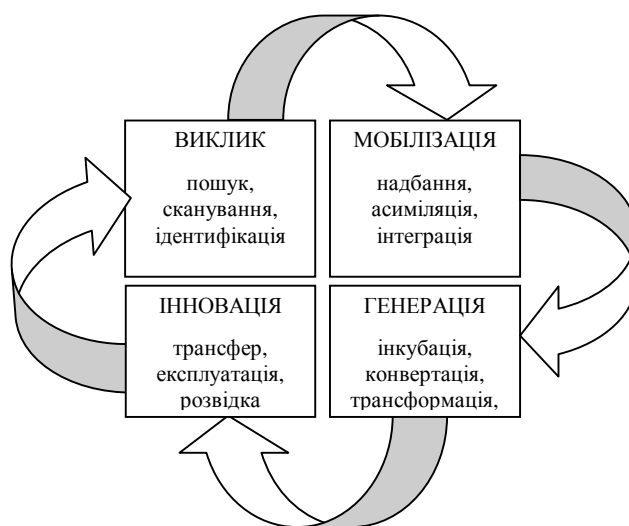 ВИКЛИК
пошук,
сканування,
ідентифікація
МОБІЛІЗАЦІЯ
надбання,
асиміляція,
інтеграція
ІННОВАЦІЯ
трансфер,
експлуатація,
розвідка
ГЕНЕРАЦІЯ
інкубація,
конвертація,
трансформація,